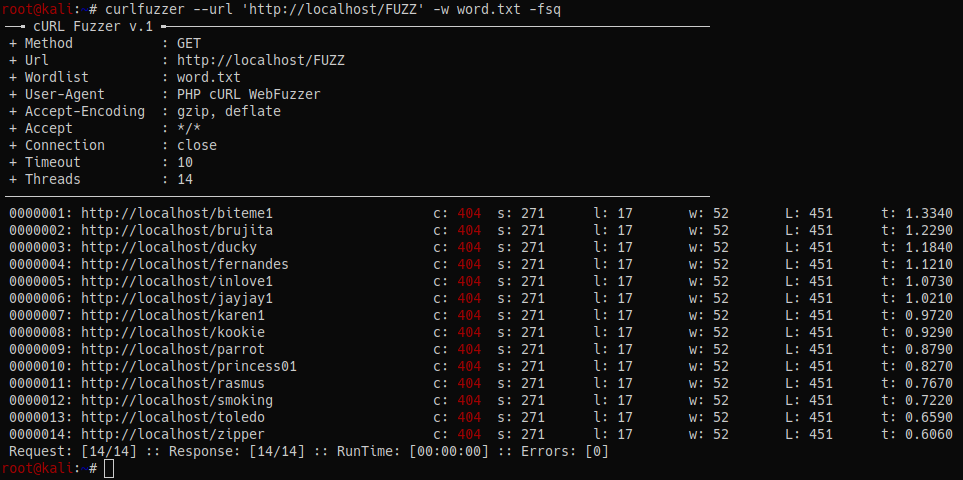 root@kali: # curlfuzzer --url 'http://localhost/FUZZ' -w word.txt -fsq
cURL Fuzzer v.1
+ Method : GET
+ Url : http://localhost/FUZZ
+ Wordlist : word.txt
+ User-Agent : PHP cURL WebFuzzer
+ Accept-Encoding : gzip, deflate
+ Accept : */*
+ Connection : close
+ Timeout : 10
+ Threads : 14
0000001: http://localhost/biteme1 c: 404 s: 271 l: 17 w: 52 L: 451 t: 1.3340
0000002: http://localhost/brujita c: 404 s: 271 l: 17 w: 52 L: 451 t: 1.2290
0000003: http://localhost/ducky c: 404 s: 271 l: 17 w: 52 L: 451 t: 1.1840
0000004: http://localhost/fernandes c: 404 s: 271 l: 17 w: 52 L: 451 t: 1.1210
0000005: http://localhost/inlove1 c: 404 s: 271 l: 17 w: 52 L: 451 t: 1.0730
0000006: http://localhost/jayjay1 c: 404 s: 271 l: 17 w: 52 L: 451 t: 1.0210
0000007: http://localhost/karen1 c: 404 s: 271 l: 17 w: 52 L: 451 t: 0.9720
0000008: http://localhost/kookie c: 404 s: 271 l: 17 w: 52 L: 451 t: 0.9290
0000009: http://localhost/parrot c: 404 s: 271 l: 17 w: 52 L: 451 t: 0.8790
0000010: http://localhost/princess01 c: 404 s: 271 l: 17 w: 52 L: 451 t: 0.8270
0000011: http://localhost/rasmus c: 404 s: 271 l: 17 w: 52 L: 451 t: 0.7670
0000012: http://localhost/smoking c: 404 s: 271 l: 17 w: 52 L: 451 t: 0.7220
0000013: http://localhost/toledo c: 404 s: 271 l: 17 w: 52 L: 451 t: 0.6590
0000014: http://localhost/zipper c: 404 s: 271 l: 17 w: 52 L: 451 t: 0.6060
Request: [14/14] :: Response: [14/14] :: RunTime: [00:00:00] :: Errors: [0]
root@kali: #